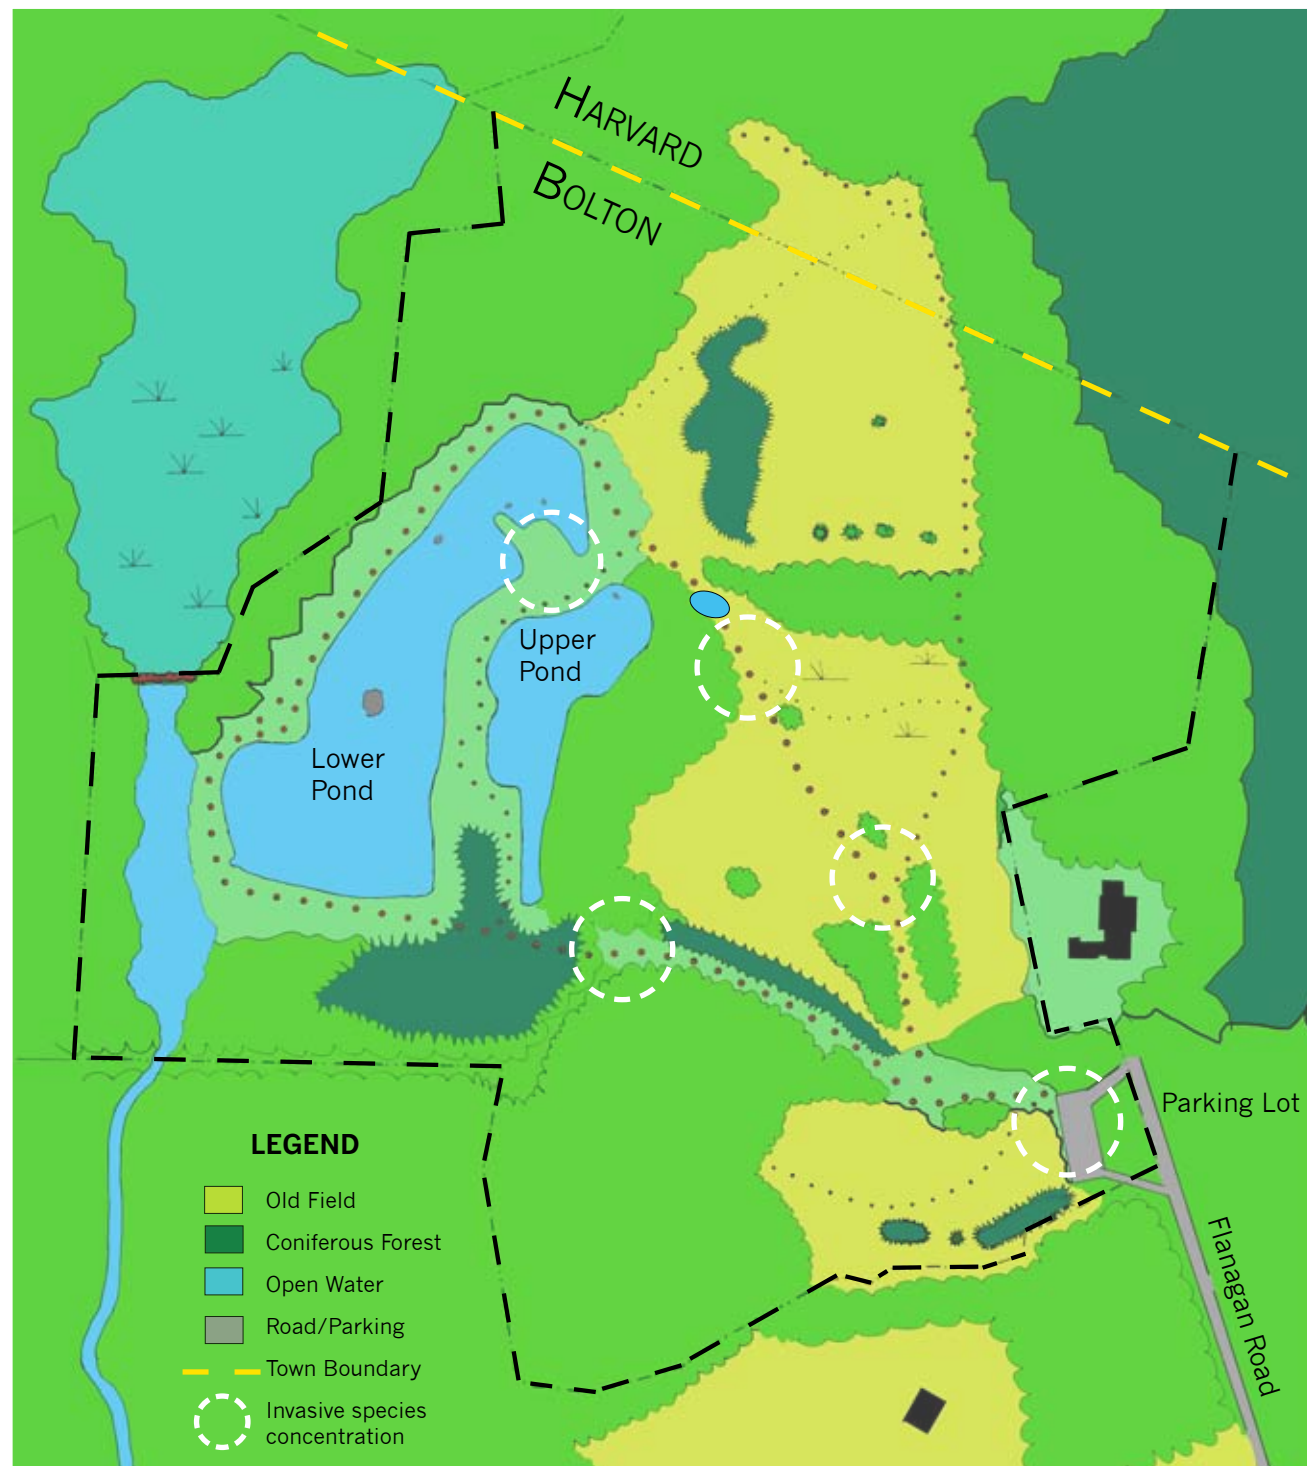 HARVARD
BOLTON
Upper
Pond
Lower
Pond
Parking Lot
Flanagan Road
LEGEND
Old Field
Coniferous Forest
Open Water
Road/Parking
Town Boundary
Invasive species
concentration